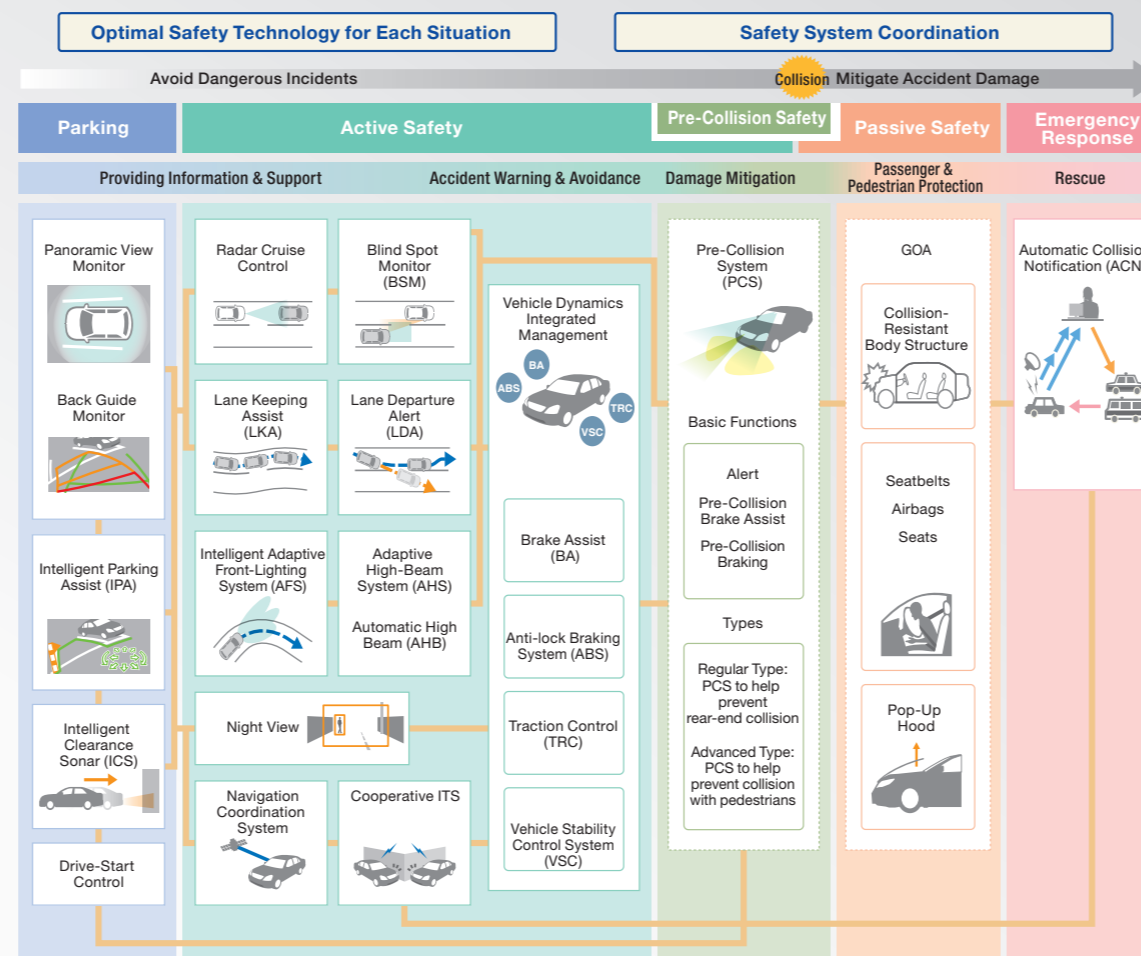 Optimal Safety Technology for Each Situation
Safety System Coordination
Avoid Dangerous Incidents
Collision
Mitigate Accident Damage
Parking
Active Safety
Pre-Collision Safety
Passive Safety
Emergency
Response
Providing Information & Support
Accident Warning & Avoidance
Damage Mitigation
Passenger &
Pedestrian Protection
Rescue
Panoramic View
Monitor
Back Guide
Monitor
Intelligent Parking
Assist (IPA)
Intelligent
Clearance
Sonar (ICS)
Drive-Start
Control
Radar Cruise
Control
Blind Spot
Monitor
(BSM)
Lane Keeping
Assist
(LKA)
Lane Departure
Alert
(LDA)
Intelligent Adaptive
Front-Lighting
System (AFS)
Adaptive
High-Beam
System (AHS)
Automatic High
Beam (AHB)
Night View
Navigation
Coordination
System
Cooperative ITS
Vehicle Dynamics
Integrated
Management
BA
ABS
TRC
VSC
Brake Assist
(BA)
Anti-lock Braking
System (ABS)
Traction Control
(TRC)
Vehicle Stability
Control System
(VSC)
Pre-Collision
System
(PCS)
Basic Functions
Alert
Pre-Collision
Brake Assist
Pre-Collision
Braking
Types
Regular Type:
PCS to help
prevent
rear-end collision
Advanced Type:
PCS to help
prevent collision
with pedestrians
GOA
Collision-
Resistant
Body Structure
Seatbelts
Airbags
Seats
Pop-Up
Hood
Automatic Collisio
Notification (ACN